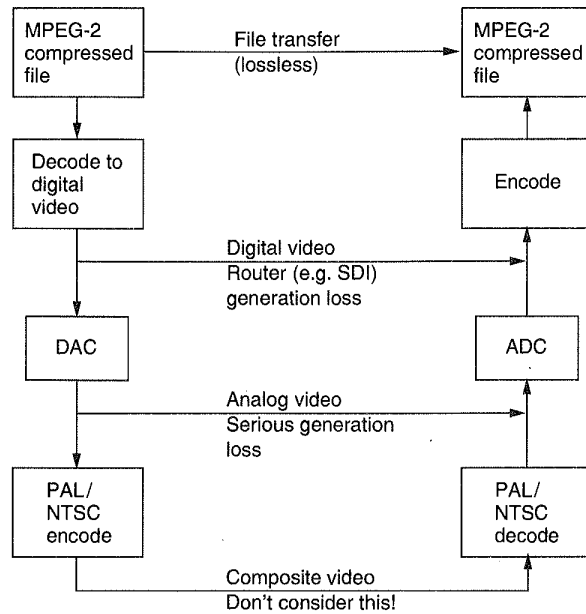 MPEG-2
compressed
file
File transfer
(lossless)
MPEG-2
compressed
file
Decode to
digital
video
Encode
Digital video
Router (e.g. SDI)
generation loss
DAC
ADC
Analog video
Serious generation
loss
PAL/
NTSC
encode
PAL/
NTSC
decode
Composite video
Don't consider this!